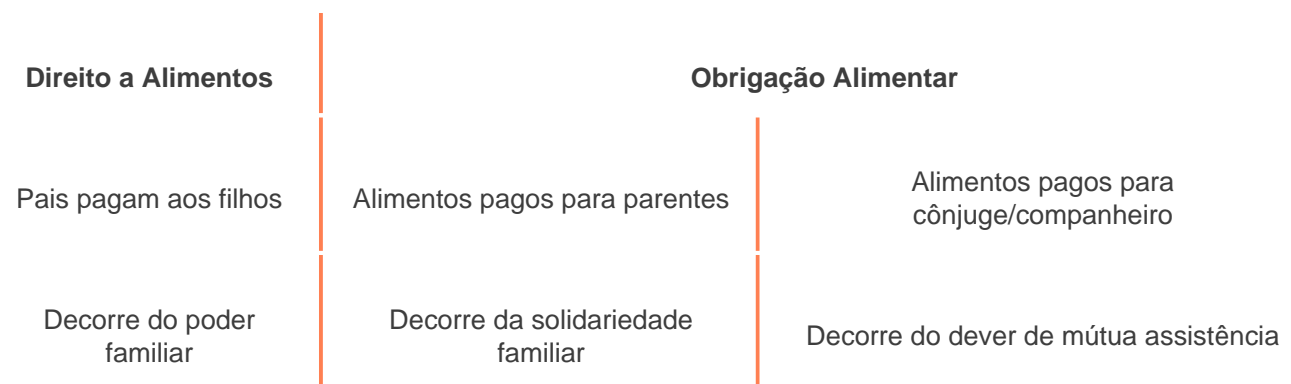 Direito a Alimentos
Obrigação Alimentar
Pais pagam aos filhos
Alimentos pagos para parentes
Alimentos pagos para
cônjuge/companheiro
Decorre do poder
familiar
Decorre da solidariedade
familiar
Decorre do dever de mútua assistência